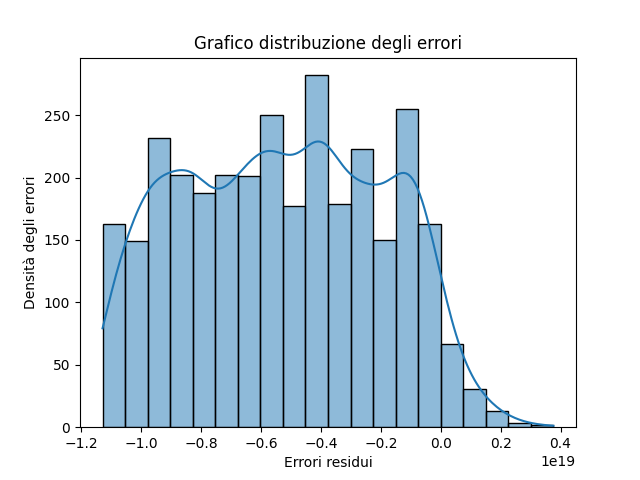 Grafico distribuzione degli errori
Densità degli errori
250
200
150
100
50
0
−1.2 −1.0 −0.8 −0.6 −0.4 −0.2 0.0 0.2 0.4
1e19
Errori residui